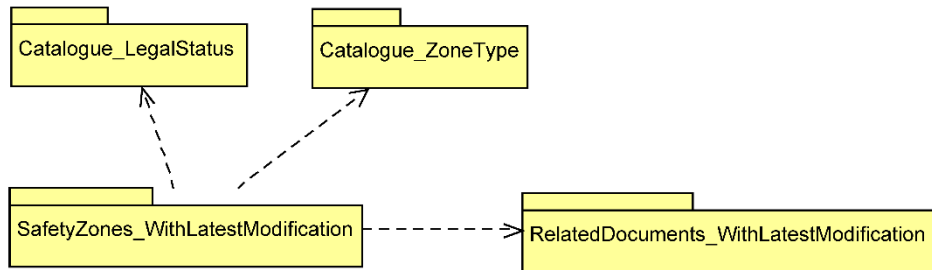 Catalogue_LegalStatus
Catalogue_ZoneType
SafetyZones_WithLatestModification
RelatedDocuments_WithLatestModification